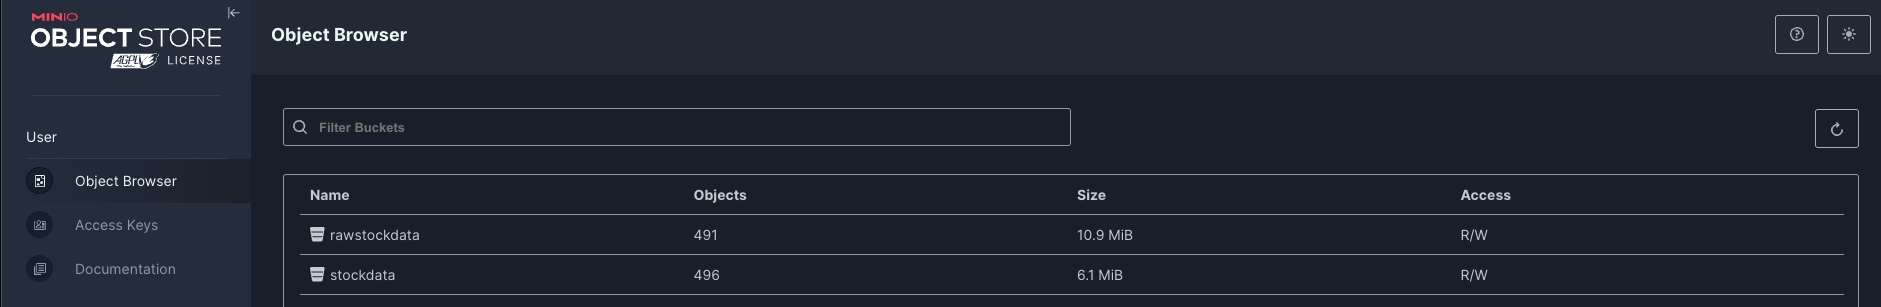 MINIO
OBJECT STORE
AGPL LICENSE
User
Object Browser
Access Keys
Documentation
Object Browser
Filter Buckets
Name Objects Size Access
rawstockdata 491 10.9 MiB R/W
stockdata 496 6.1 MiB R/W